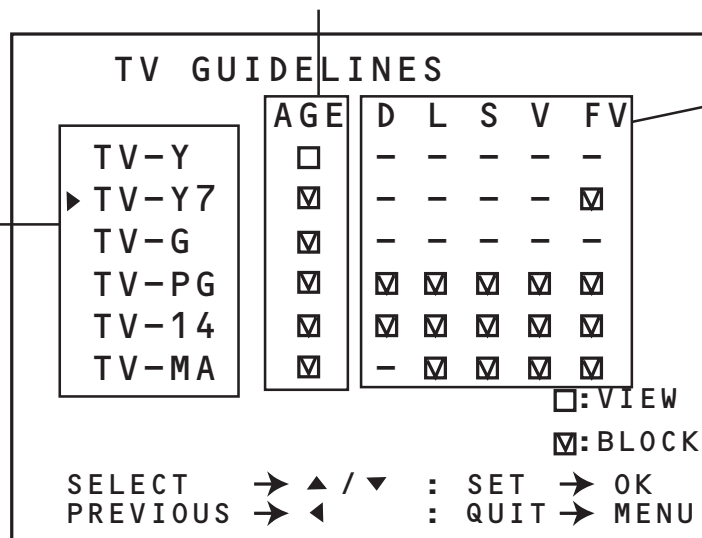 TV GUIDELINES
AGE D L S V FV
TV-Y □ - - - - -
▶ TV-Y7 ☑ - - - - ☑
TV-G ☑ - - - - -
TV-PG ☑ ☑ ☑ ☑ ☑ ☑
TV-14 ☑ ☑ ☑ ☑ ☑ ☑
TV-MA ☑ - ☑ ☑ ☑ ☑
□:VIEW
☑:BLOCK
SELECT → ▲/▼ : SET → OK
PREVIOUS → ◀ : QUIT → MENU